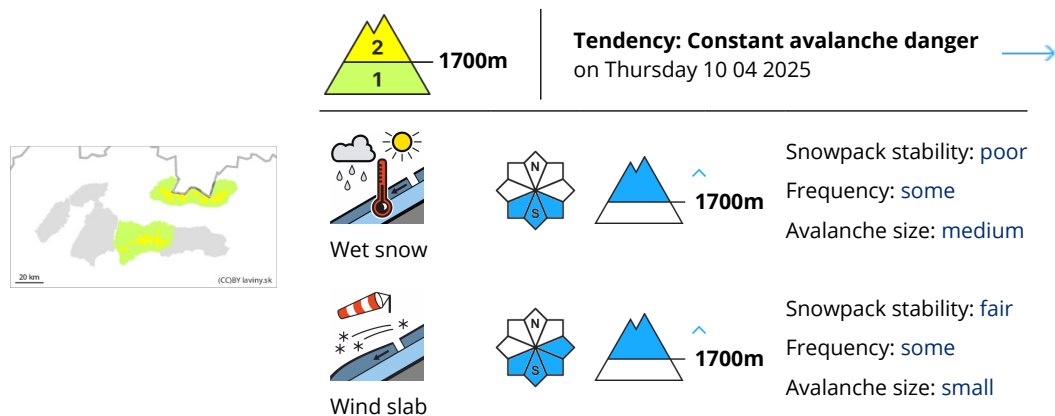 2
1
1700m
Tendency: Constant avalanche danger
on Thursday 10 04 2025
20 km
(CC)BY laviny.sk
Wet snow
N
S
1700m
Snowpack stability: poor
Frequency: some
Avalanche size: medium
Wind slab
N
S
1700m
Snowpack stability: fair
Frequency: some
Avalanche size: small